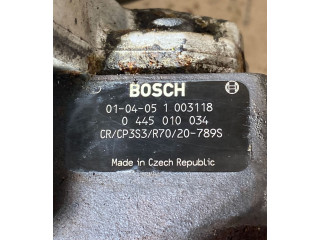 BOSCH
01-04-05 1 003118
0 445 010 034
CR/CP3S3/R70/20-789S
Made in Czech Republic